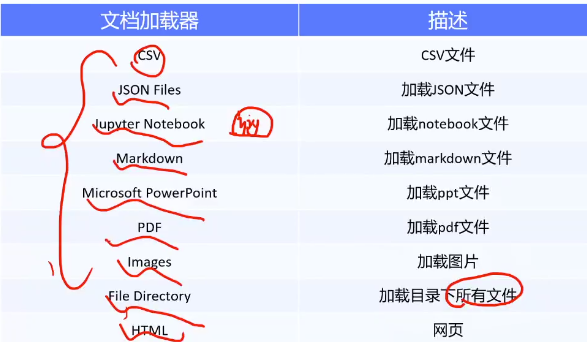 文档加载器 描述
CSV CSV文件
JSON Files 加载JSON文件
Jupyter Notebook 加载notebook文件
Markdown 加载markdown文件
Microsoft PowerPoint 加载ppt文件
PDF 加载pdf文件
Images 加载图片
File Directory 加载目录下所有文件
HTML 网页